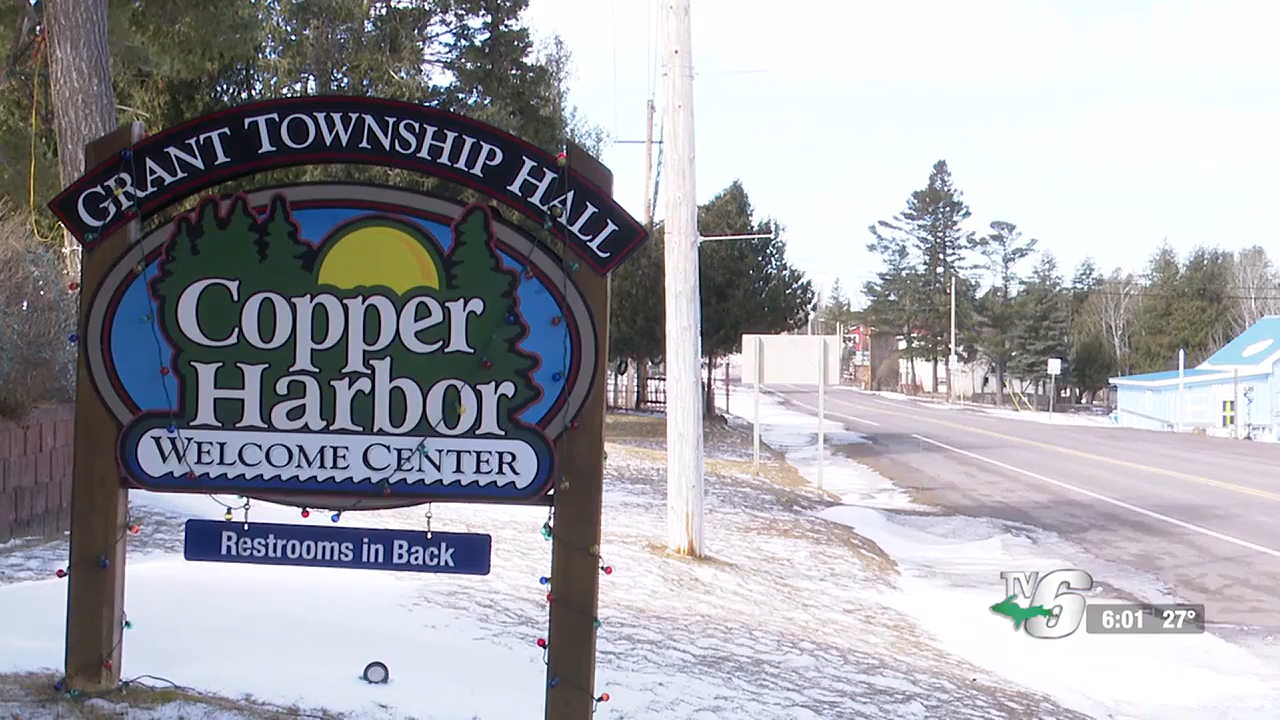 GRANT TOWNSHIP HALL
Copper
Harbor
WELCOME CENTER
Restrooms in Back
TV6
6:01 27°